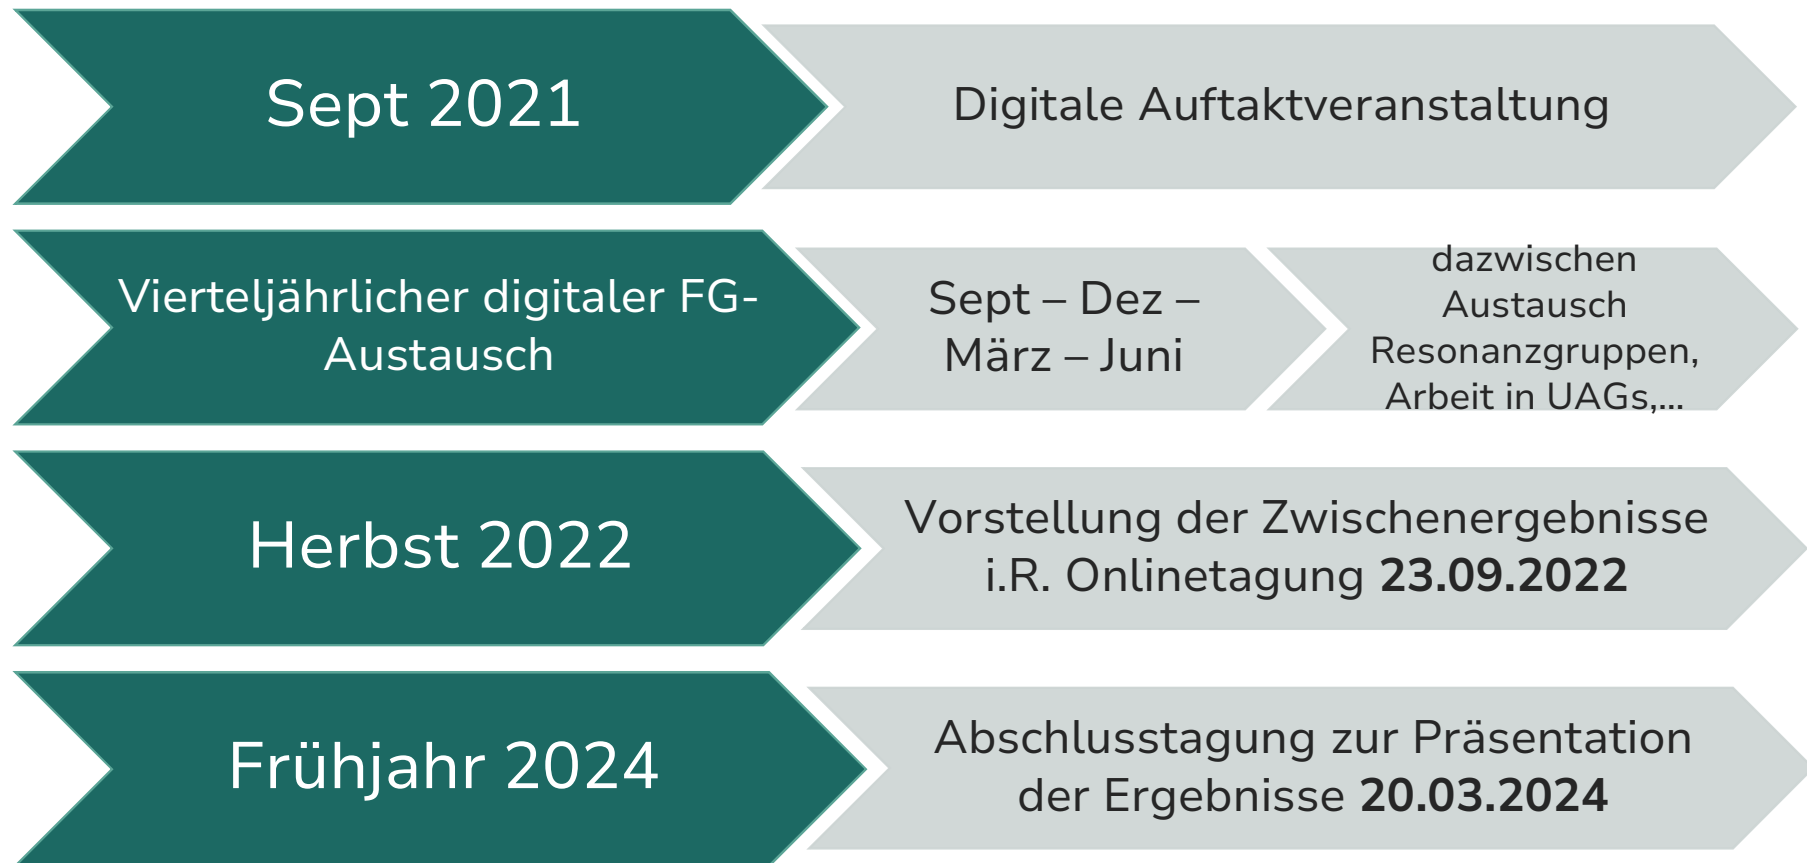 Sept 2021
Digitale Auftaktveranstaltung
Vierteljährlicher digitaler FG-
Austausch
Sept – Dez –
März – Juni
dazwischen
Austausch
Resonanzgruppen,
Arbeit in UAGs,...
Herbst 2022
Vorstellung der Zwischenergebnisse
i.R. Onlinetagung 23.09.2022
Frühjahr 2024
Abschlusstagung zur Präsentation
der Ergebnisse 20.03.2024